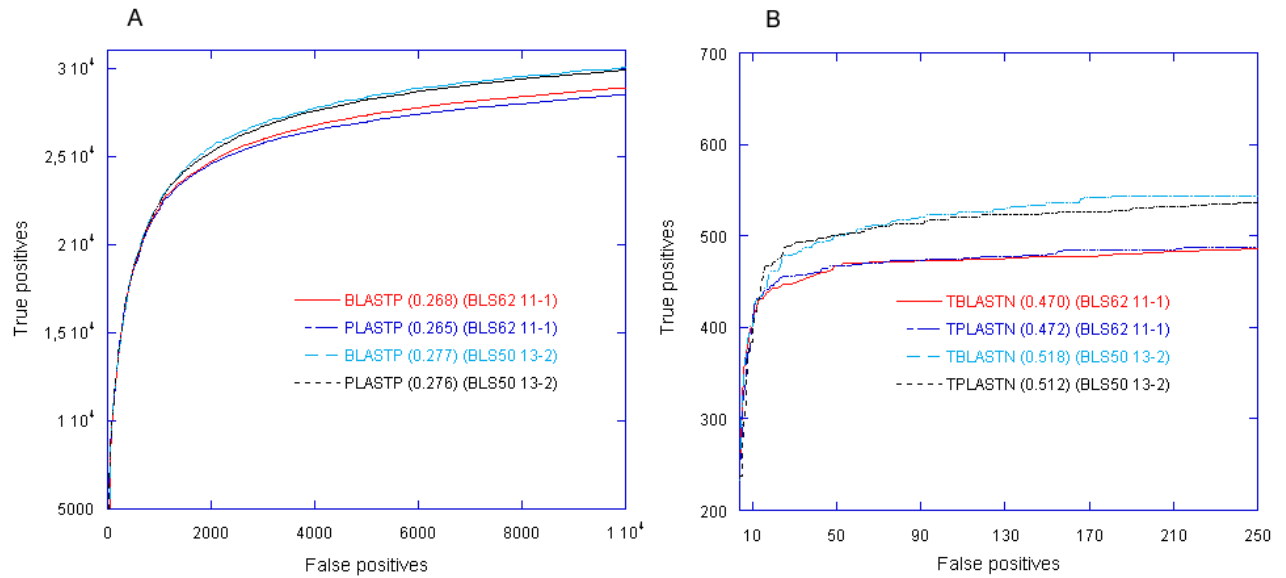 A
3 10⁴
2,5 10⁴
2 10⁴
1,5 10⁴
1 10⁴
5000
True positives
BLASTP (0.268) (BLS62 11-1)
PLASTP (0.265) (BLS62 11-1)
BLASTP (0.277) (BLS50 13-2)
PLASTP (0.276) (BLS50 13-2)
0 2000 4000 6000 8000 1 10⁴
False positives
B
700
600
500
400
300
200
True positives
TBLASTN (0.470) (BLS62 11-1)
TPLASTN (0.472) (BLS62 11-1)
TBLASTN (0.518) (BLS50 13-2)
TPLASTN (0.512) (BLS50 13-2)
10 50 90 130 170 210 250
False positives